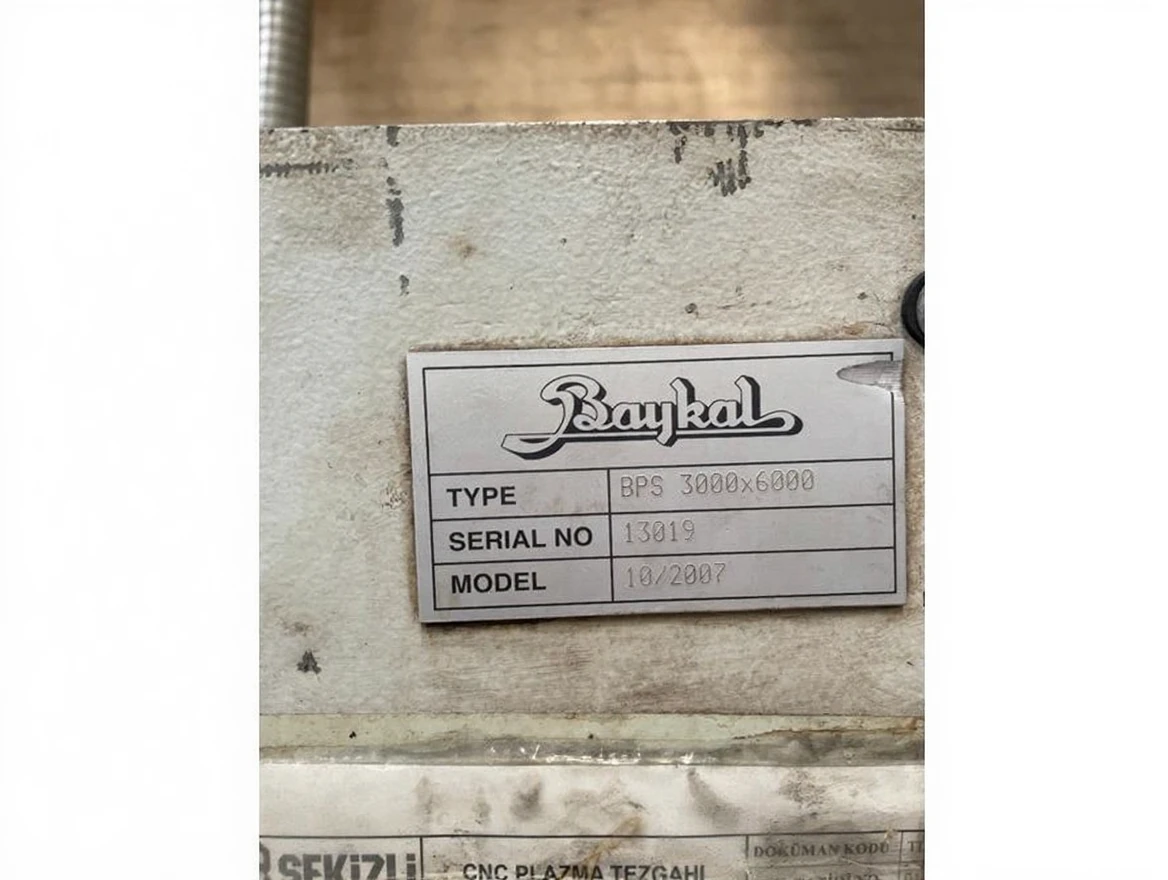 Baykal
TYPE BPS 3000x6000
SERIAL NO 13019
MODEL 10/2007
SEKİZLİ CNC PLAZMA TEZGAHI DOKÜMAN KODU